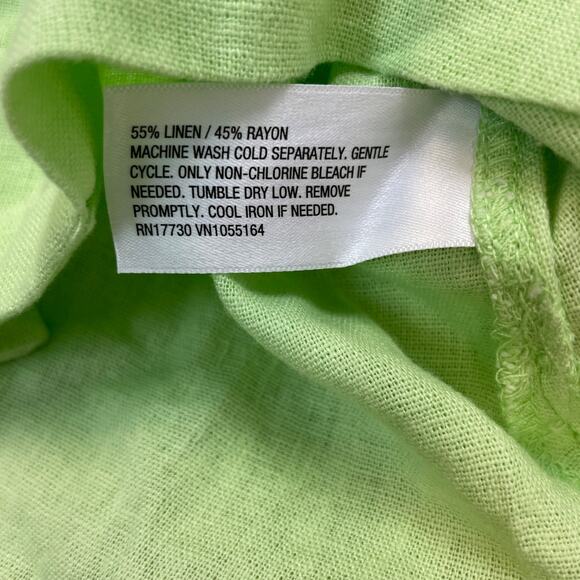 55% LINEN / 45% RAYON
MACHINE WASH COLD SEPARATELY. GENTLE
CYCLE. ONLY NON-CHLORINE BLEACH IF
NEEDED. TUMBLE DRY LOW. REMOVE
PROMPTLY. COOL IRON IF NEEDED.
RN17730 VN1055164